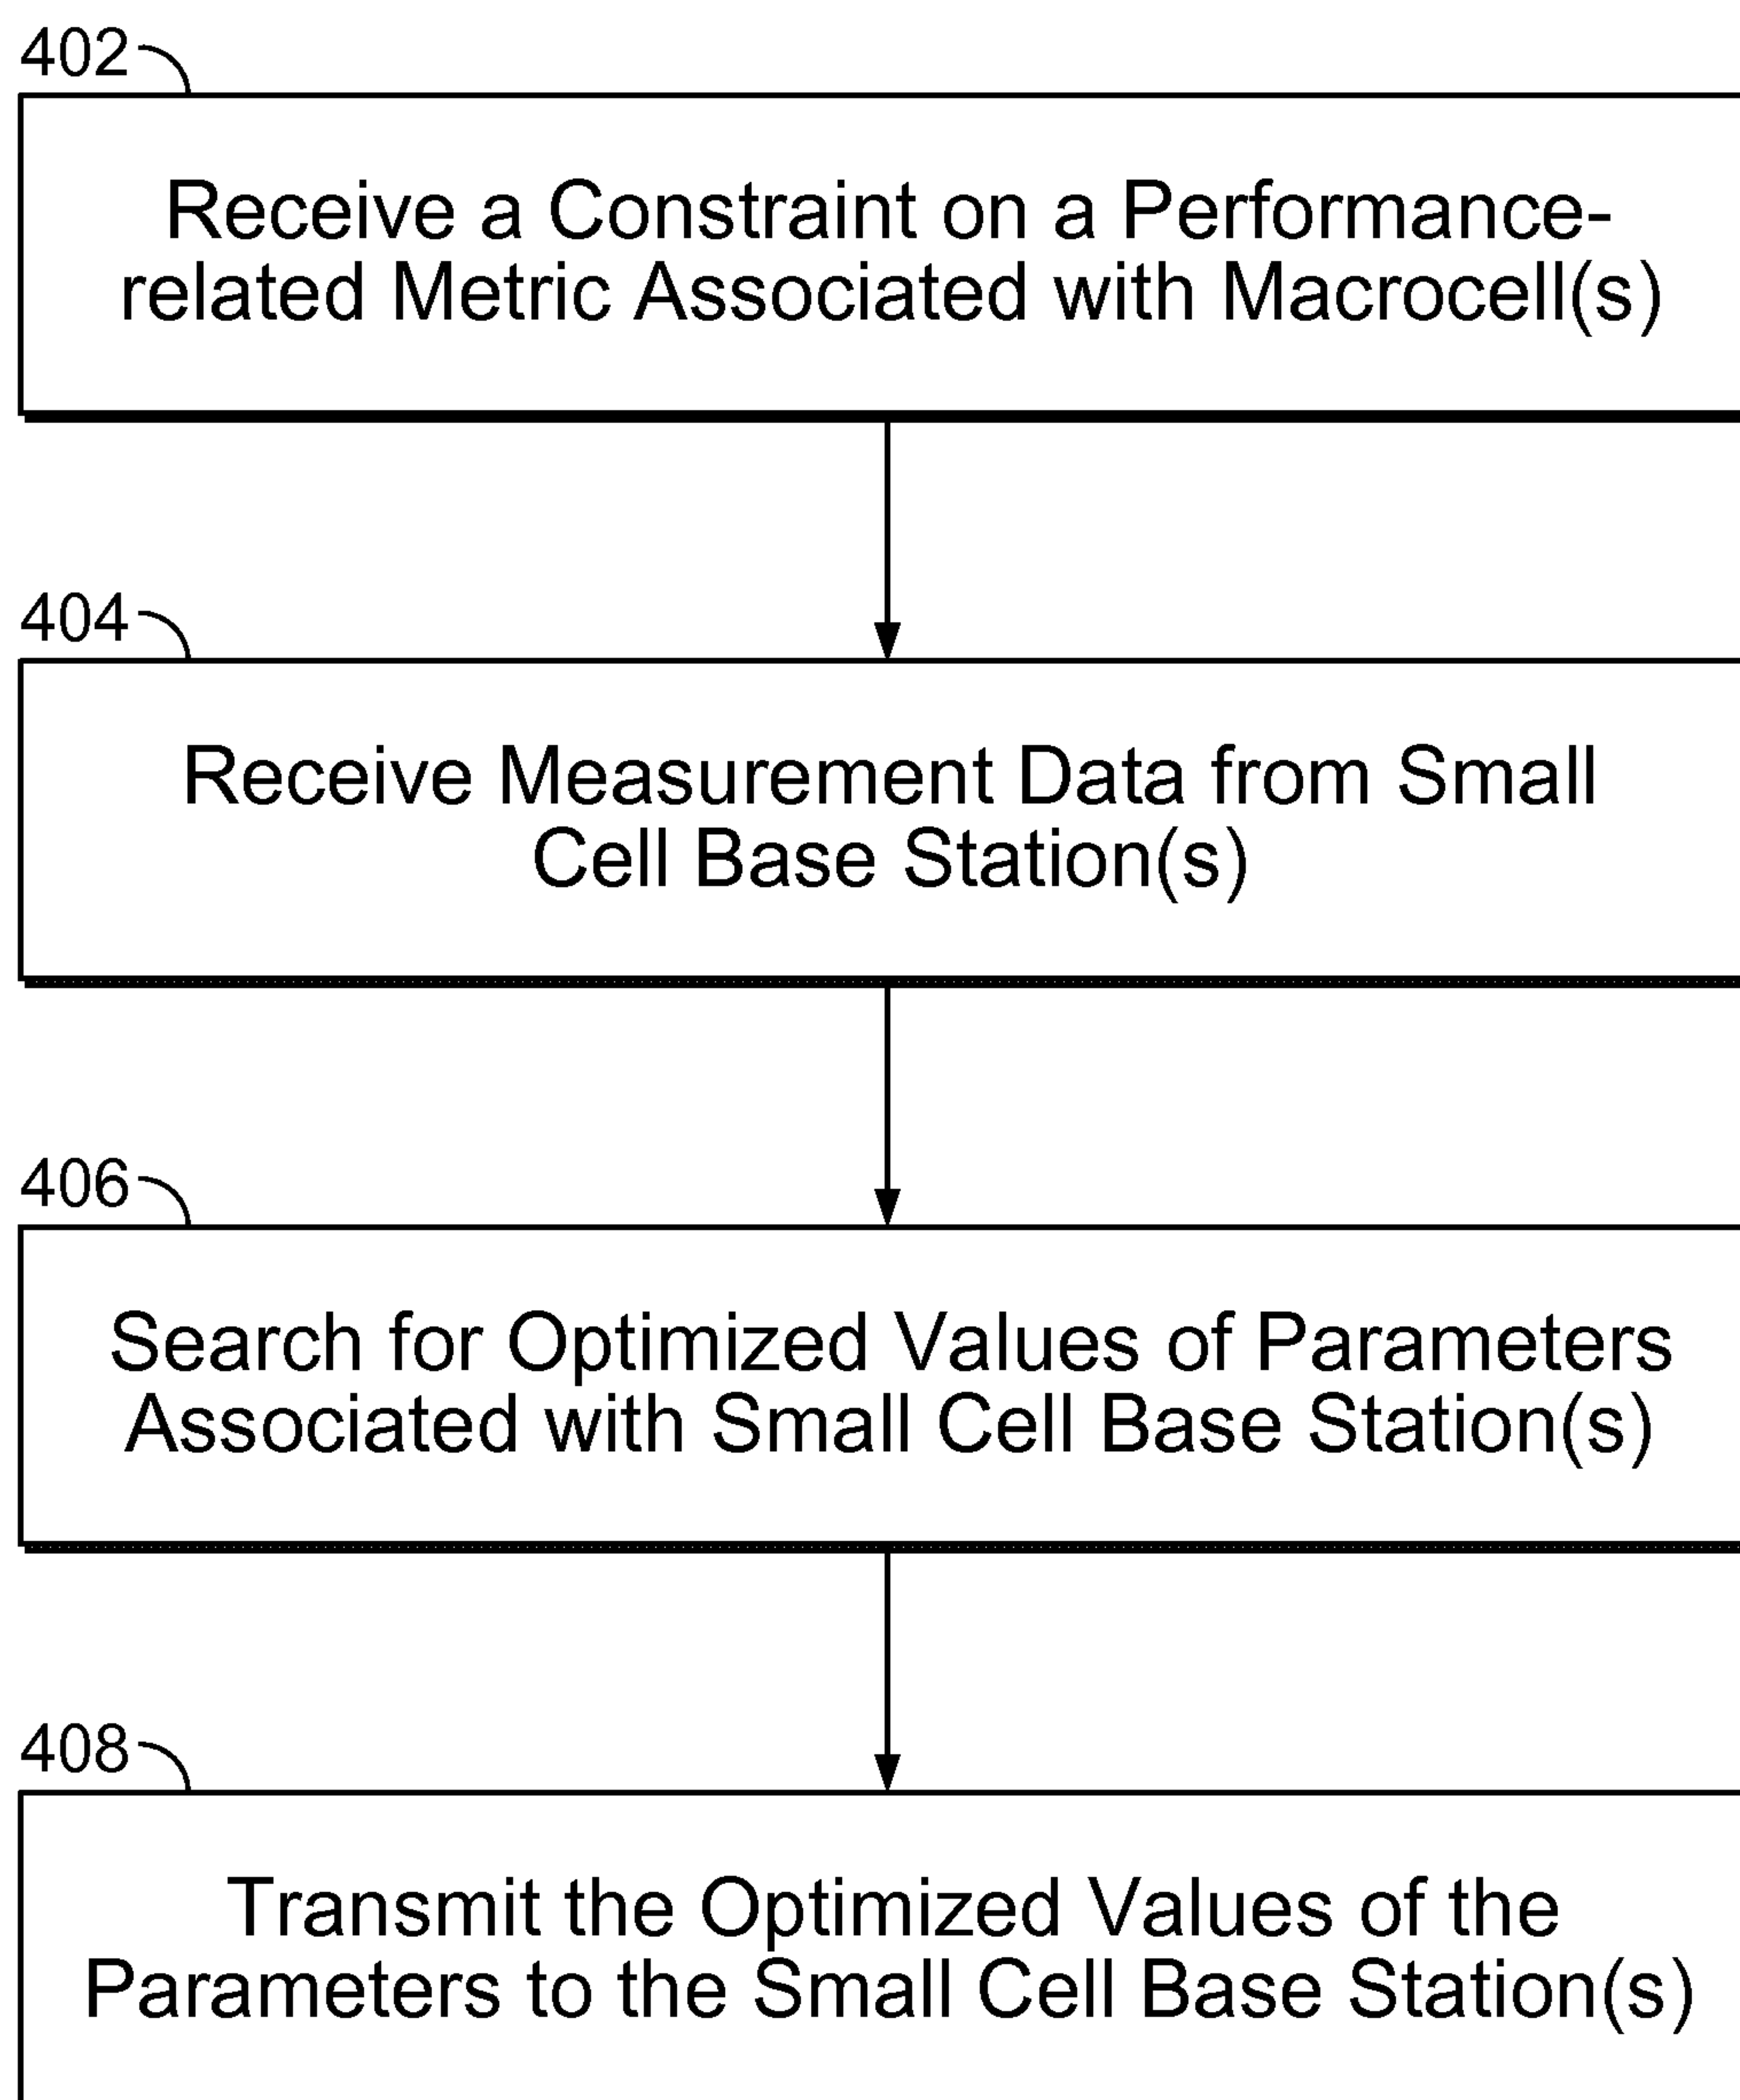 402
Receive a Constraint on a Performance-
related Metric Associated with Macrocell(s)
404
Receive Measurement Data from Small
Cell Base Station(s)
406
Search for Optimized Values of Parameters
Associated with Small Cell Base Station(s)
408
Transmit the Optimized Values of the
Parameters to the Small Cell Base Station(s)